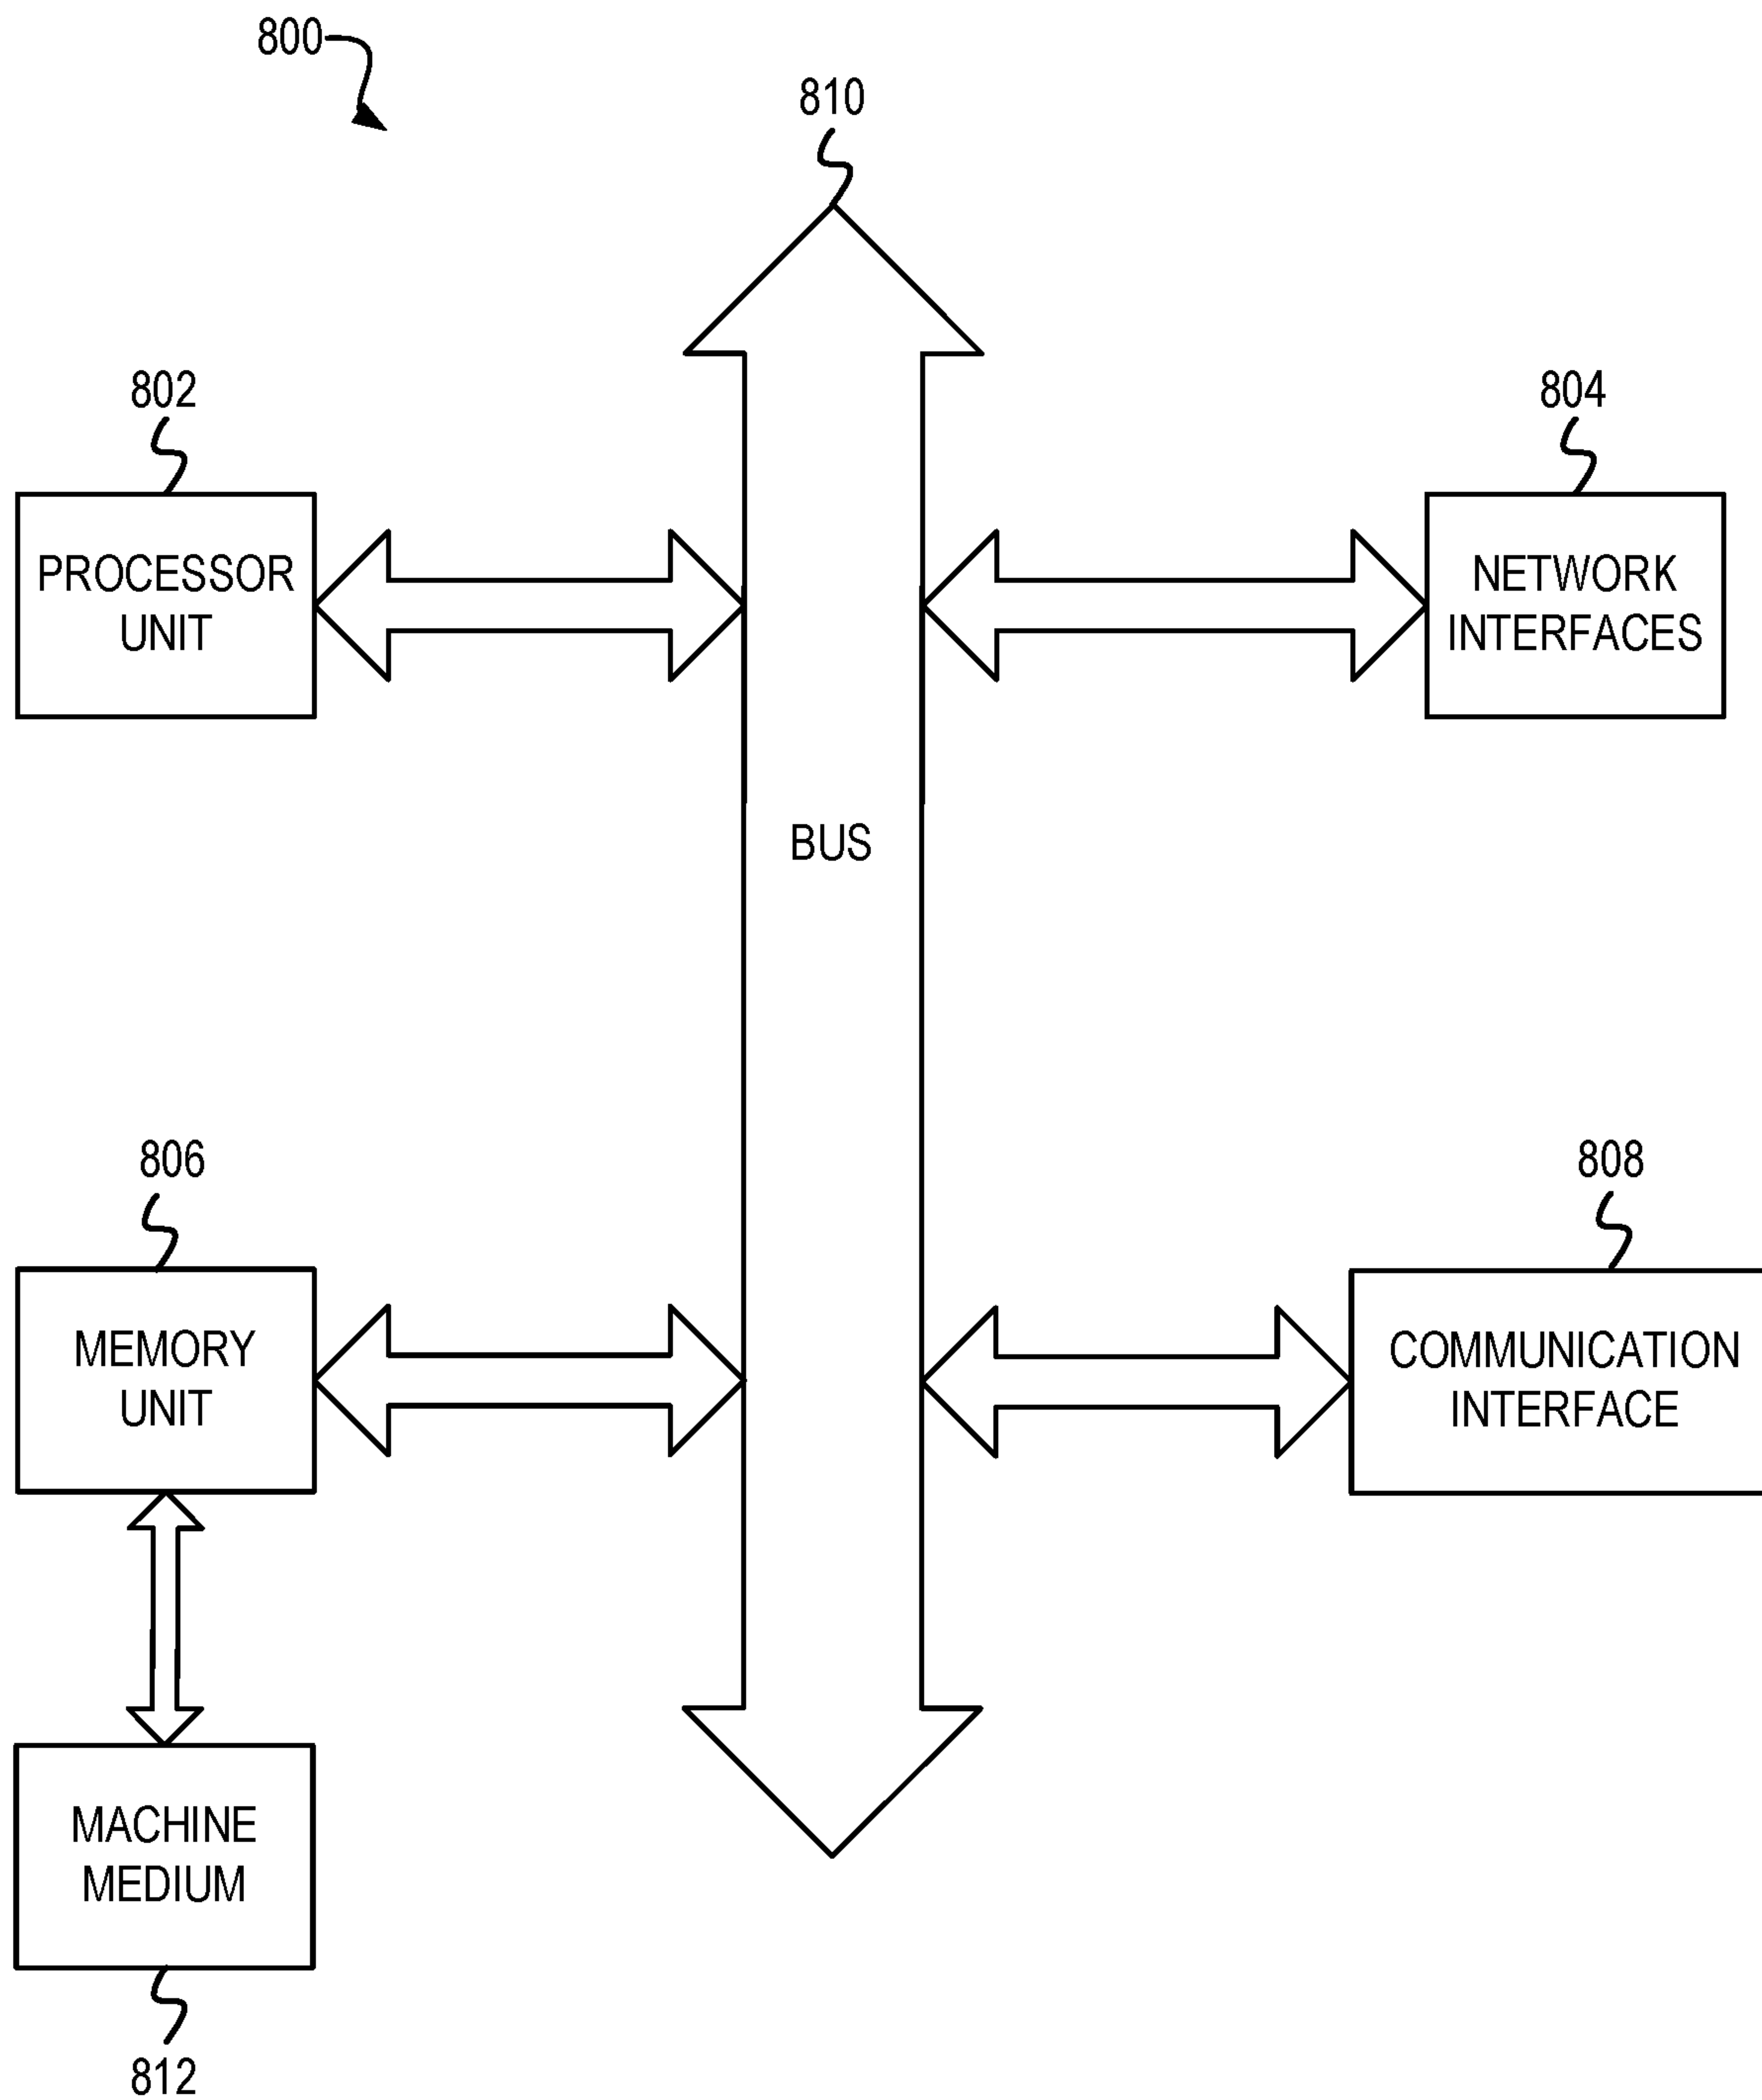 800
810
802
804
PROCESSOR
UNIT
NETWORK
INTERFACES
BUS
806
808
MEMORY
UNIT
COMMUNICATION
INTERFACE
MACHINE
MEDIUM
812